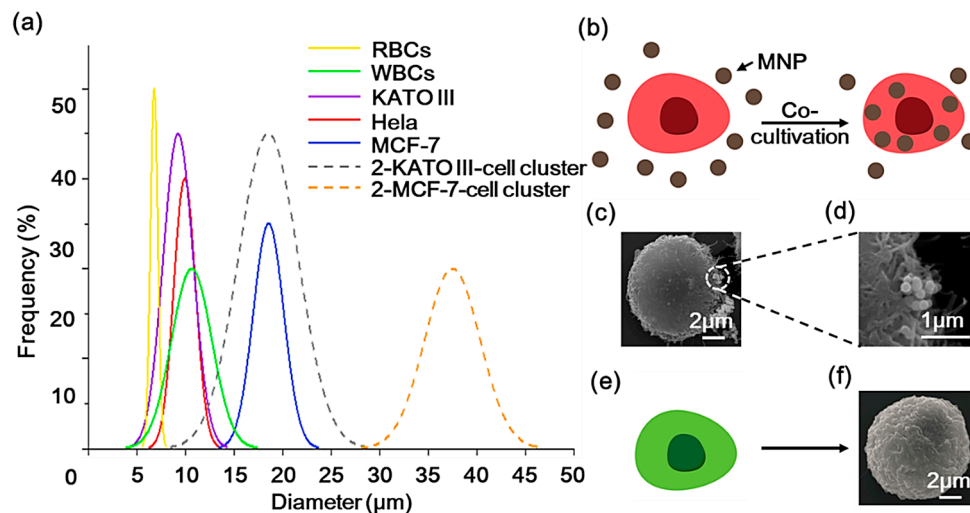 (a)
RBCs
WBCs
KATO III
Hela
MCF-7
2-KATO III-cell cluster
2-MCF-7-cell cluster
50
40
30
20
10
0
Frequency (%)
0 5 10 15 20 25 30 35 40 45 50
Diameter (μm)
(b)
MNP
Co-
cultivation
(c)
2μm
(d)
1μm
(e)
(f)
2μm